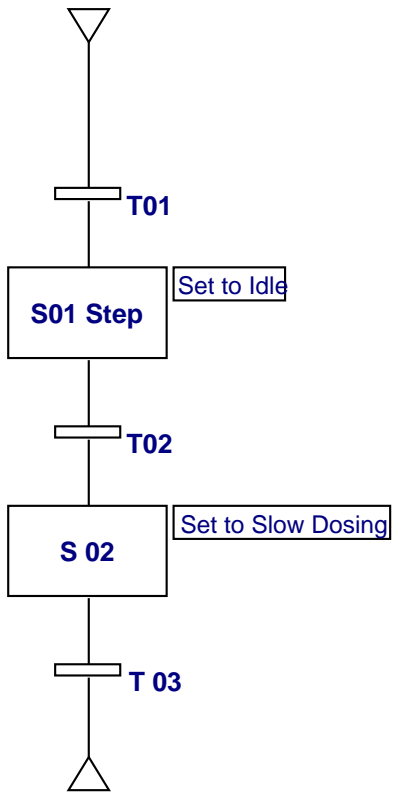 T01
S01 Step
Set to Idle
T02
S 02
Set to Slow Dosing
T 03